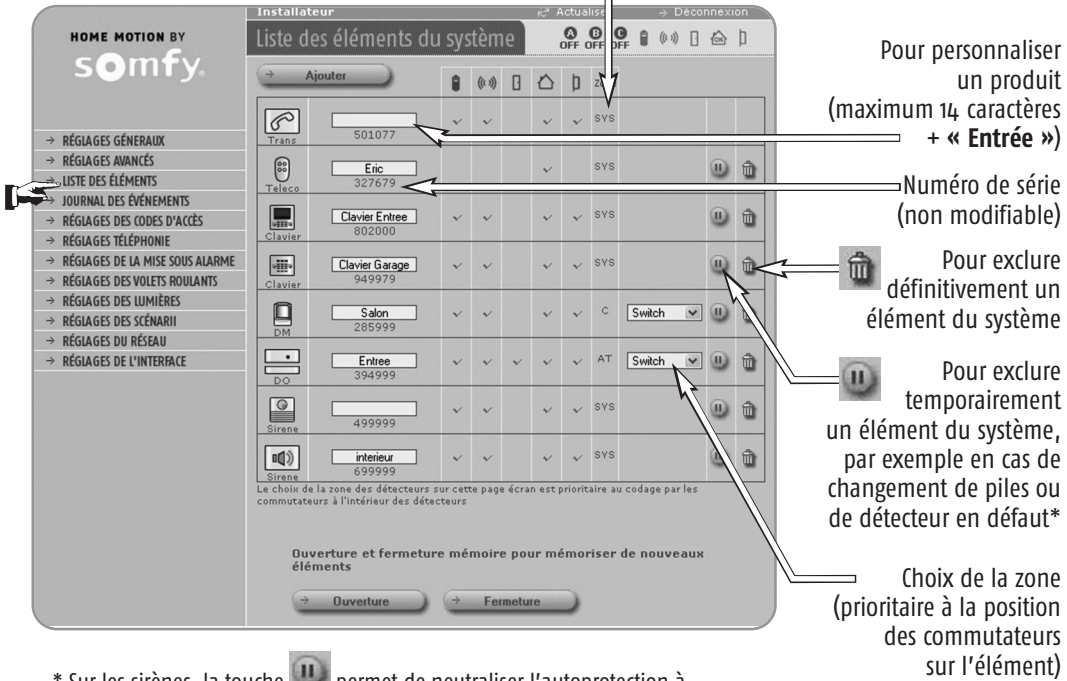 Installateur
Actualiser
→ Déconnexion
HOME MOTION BY
somfy.
Liste des éléments du système
A B C
OFF OFF OFF
→ Ajouter
→ RÉGLAGES GÉNERAUX
→ RÉGLAGES AVANCÉS
→ LISTE DES ÉLÉMENTS
→ JOURNAL DES ÉVÉNEMENTS
→ RÉGLAGES DES CODES D'ACCÈS
→ RÉGLAGES TÉLÉPHONIE
→ RÉGLAGES DE LA MISE SOUS ALARME
→ RÉGLAGES DES VOLETS ROULANTS
→ RÉGLAGES DES LUMIÈRES
→ RÉGLAGES DES SCÉNARII
→ RÉGLAGES DU RÉSEAU
→ RÉGLAGES DE L'INTERFACE
Trans
501077
SYS
Teleco
Eric
327679
SYS
Clavier
Clavier Entree
802000
SYS
Clavier
Clavier Garage
949979
SYS
DM
Salon
285999
C
Switch
DO
Entree
394999
AT
Switch
Sirene
499999
SYS
Sirene
interieur
699999
SYS
Le choix de la zone des détecteurs sur cette page écran est prioritaire au codage par les
commutateurs à l'intérieur des détecteurs
Ouverture et fermeture mémoire pour mémoriser de nouveaux
éléments
→ Ouverture
→ Fermeture
Pour personnaliser
un produit
(maximum 14 caractères
+ « Entrée »)
Numéro de série
(non modifiable)
Pour exclure
définitivement un
élément du système
Pour exclure
temporairement
un élément du système,
par exemple en cas de
changement de piles ou
de détecteur en défaut*
Choix de la zone
(prioritaire à la position
des commutateurs
sur l'élément)
* Sur les sirènes, la touche permet de neutraliser l'autoprotection à